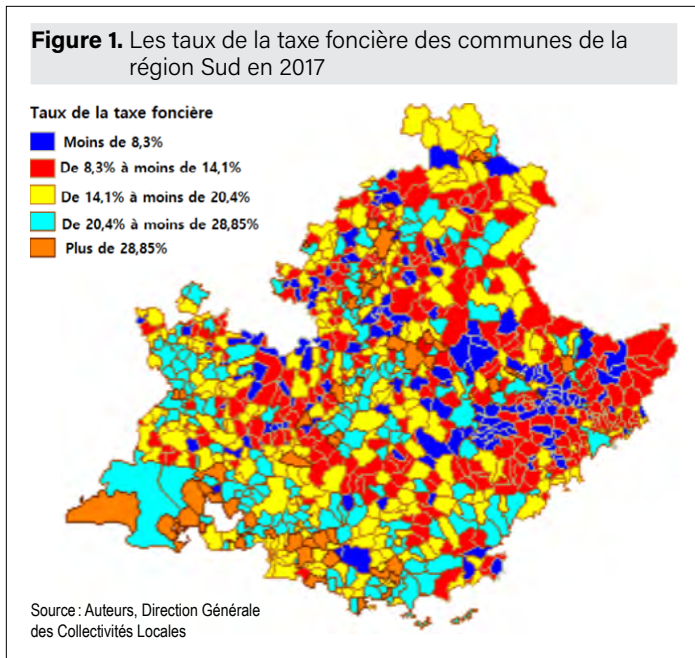 Figure 1. Les taux de la taxe foncière des communes de la
région Sud en 2017
Taux de la taxe foncière
Moins de 8,3%
De 8,3% à moins de 14,1%
De 14,1% à moins de 20,4%
De 20,4% à moins de 28,85%
Plus de 28,85%
Source : Auteurs, Direction Générale
des Collectivités Locales